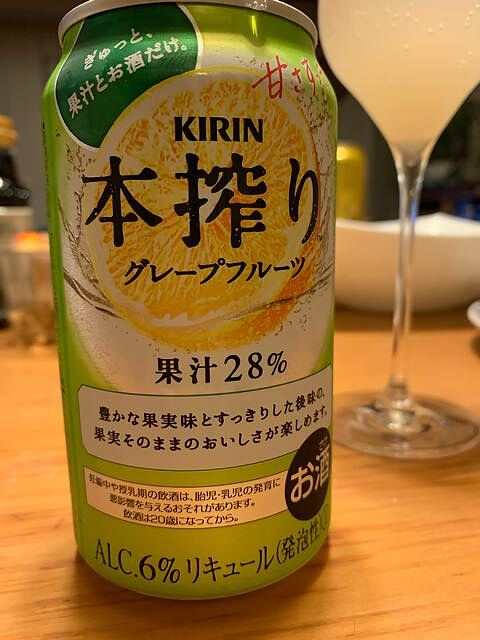 ぎゅっと、
果汁とお酒だけ。
甘さす
KIRIN
本搾り
グレープフルーツ
果汁28%
豊かな果実味とすっきりした後味の、
果実そのままのおいしさが楽しめます。
お酒
妊娠中や授乳期の飲酒は、胎児・乳児の発育に
悪影響を与えるおそれがあります。
飲酒は20歳になってから。
ALC.6% リキュール(発泡性)